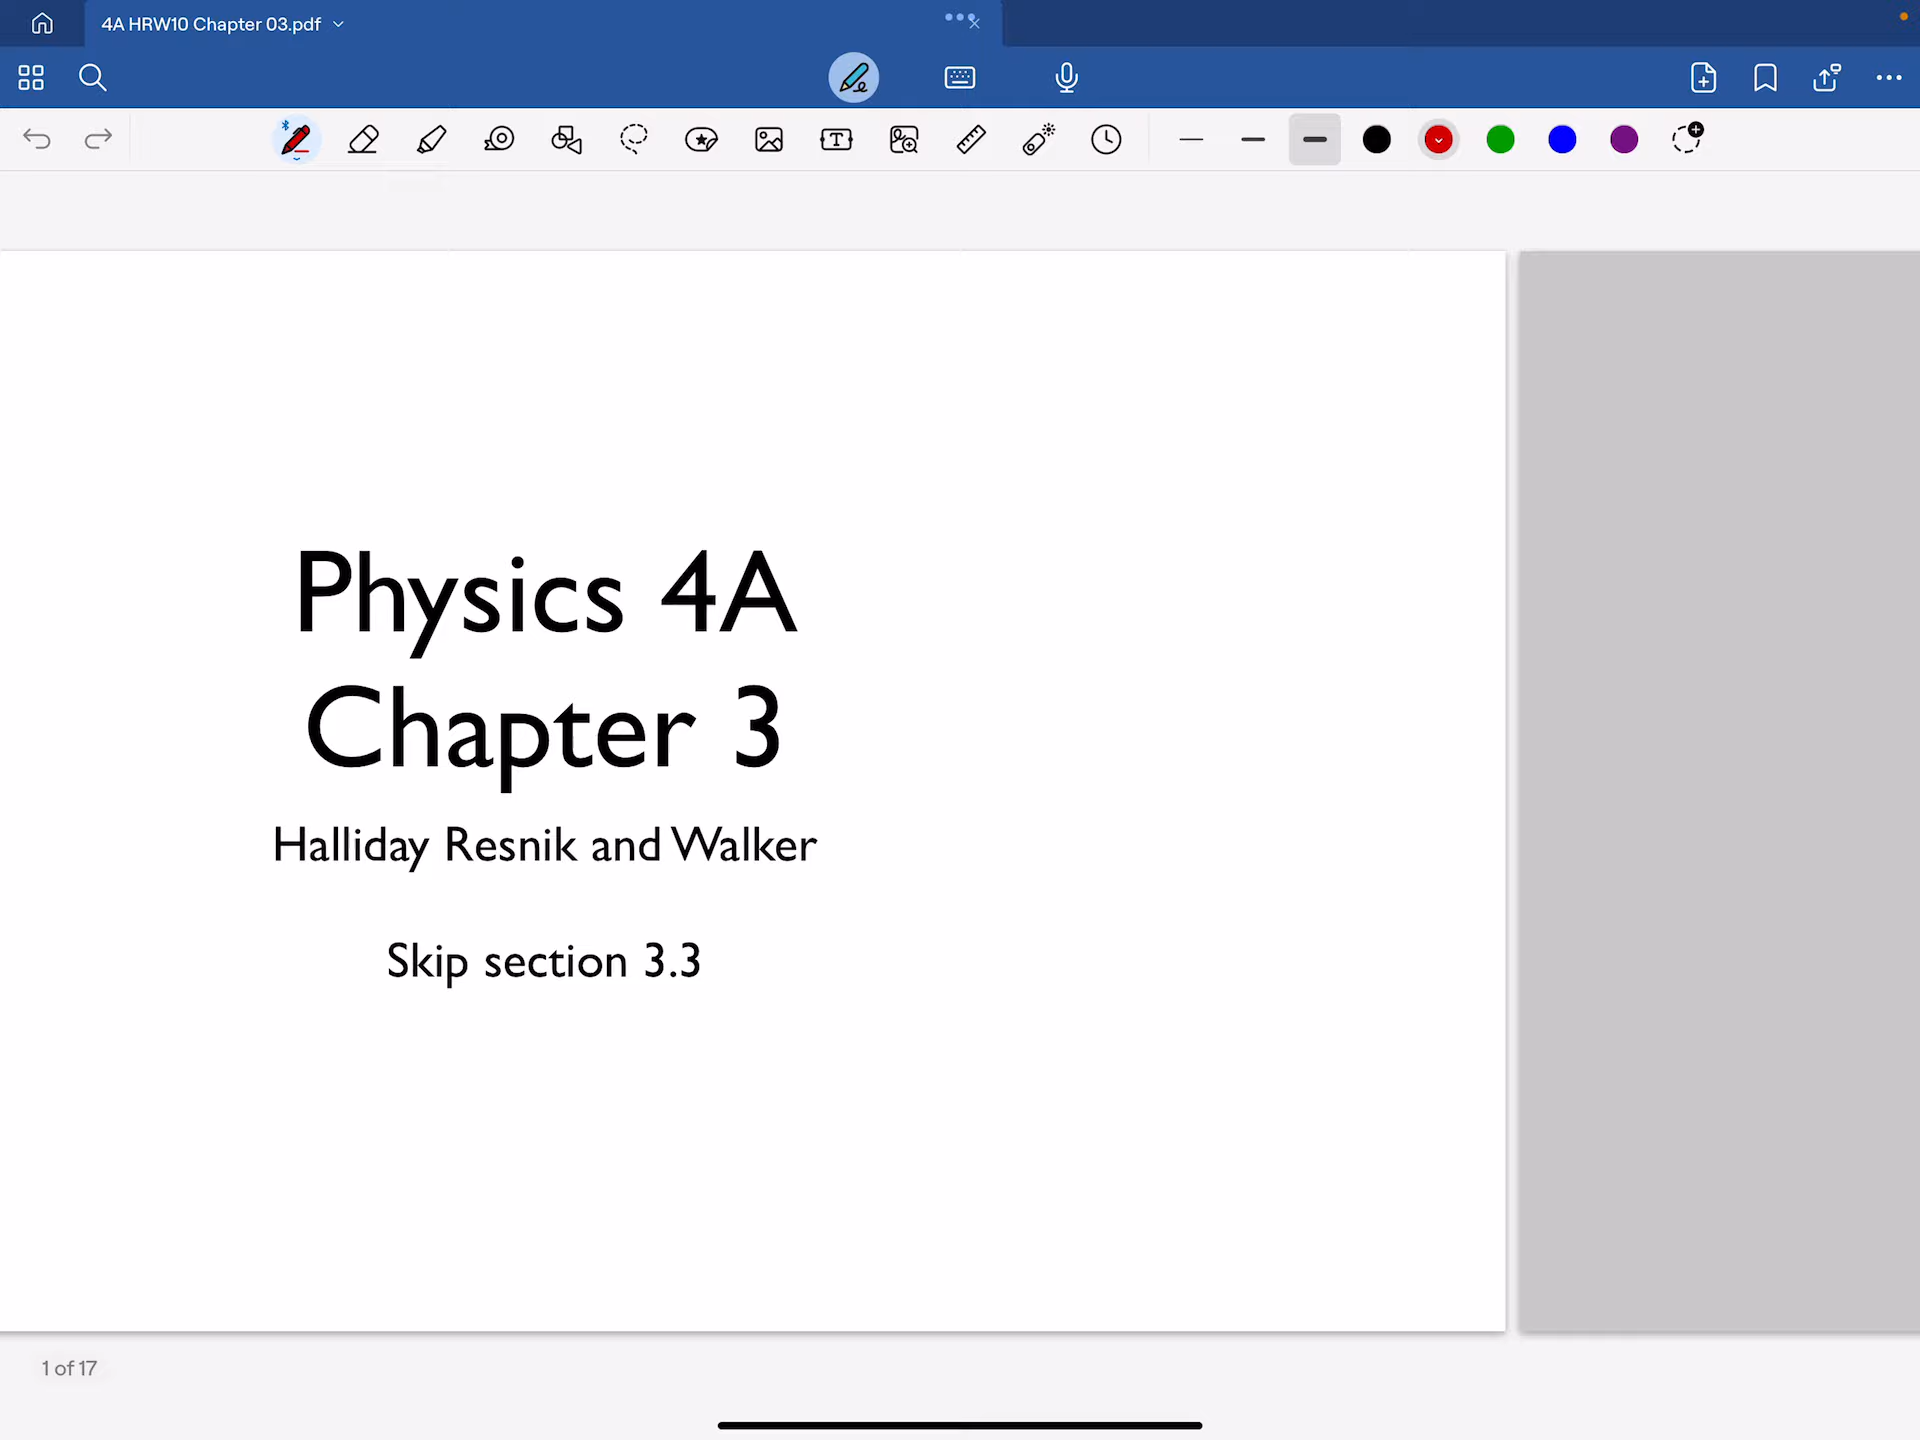 4A HRW10 Chapter 03.pdf
Physics 4A
Chapter 3
Halliday Resnik and Walker
Skip section 3.3
1 of 17